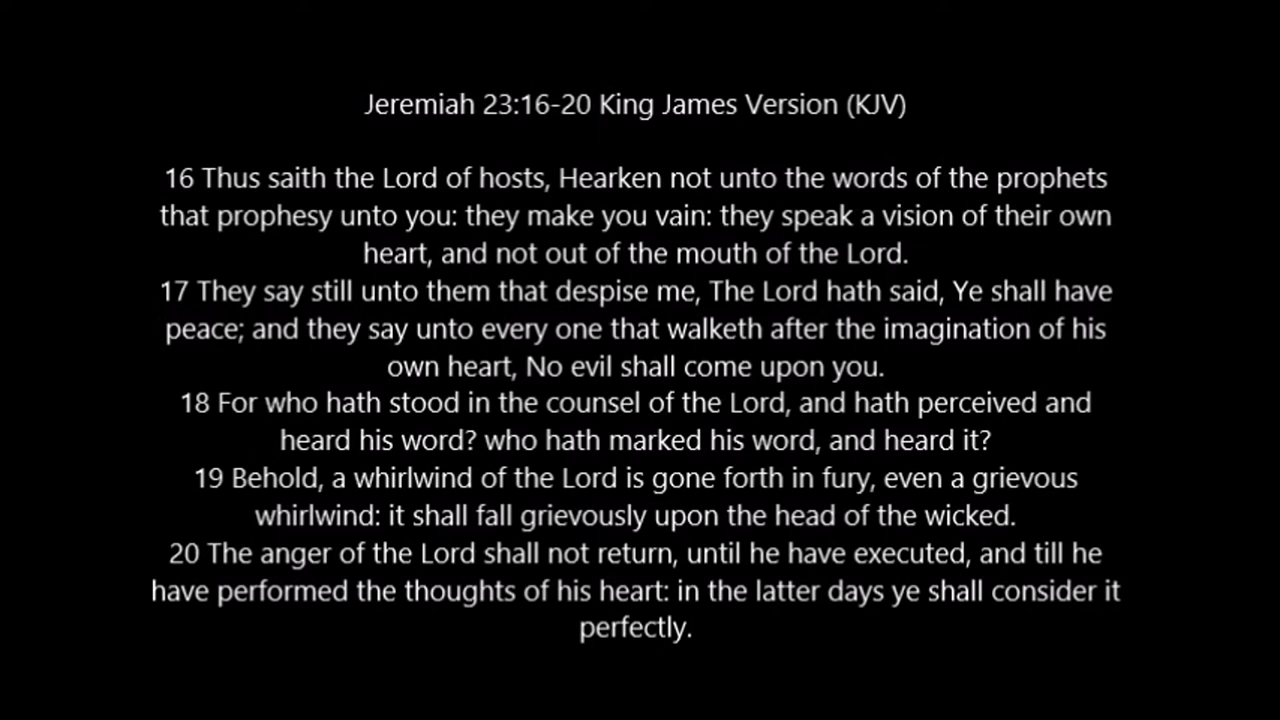 Jeremiah 23:16-20 King James Version (KJV)
16 Thus saith the Lord of hosts, Hearken not unto the words of the prophets
that prophesy unto you: they make you vain: they speak a vision of their own
heart, and not out of the mouth of the Lord.
17 They say still unto them that despise me, The Lord hath said, Ye shall have
peace; and they say unto every one that walketh after the imagination of his
own heart, No evil shall come upon you.
18 For who hath stood in the counsel of the Lord, and hath perceived and
heard his word? who hath marked his word, and heard it?
19 Behold, a whirlwind of the Lord is gone forth in fury, even a grievous
whirlwind: it shall fall grievously upon the head of the wicked.
20 The anger of the Lord shall not return, until he have executed, and till he
have performed the thoughts of his heart: in the latter days ye shall consider it
perfectly.